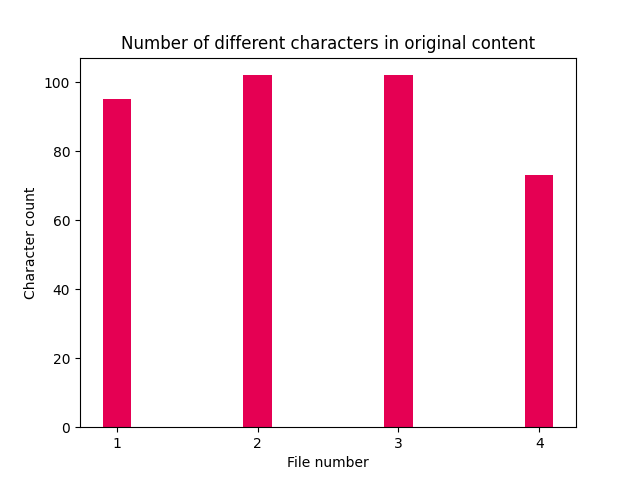 Number of different characters in original content
100
80
60
40
20
0
Character count
1 2 3 4
File number